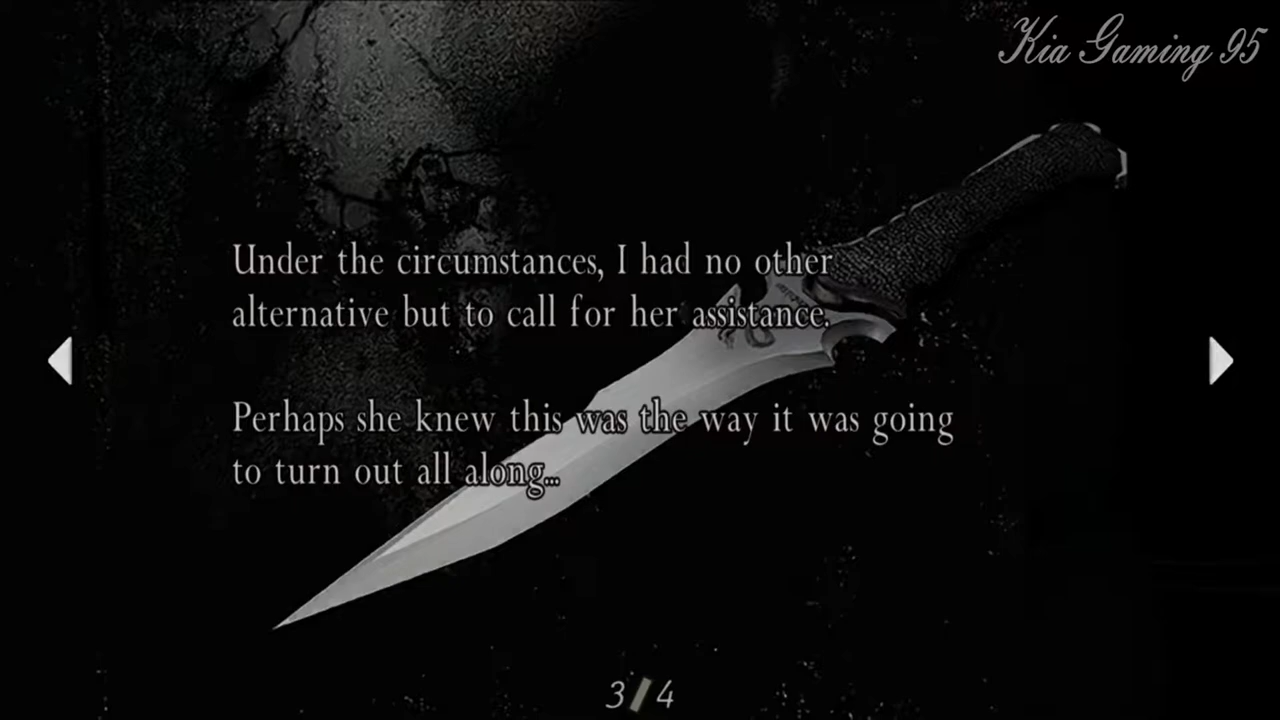 Kia Gaming 95
Under the circumstances, I had no other
alternative but to call for her assistance.
Perhaps she knew this was the way it was going
to turn out all along...
3/4